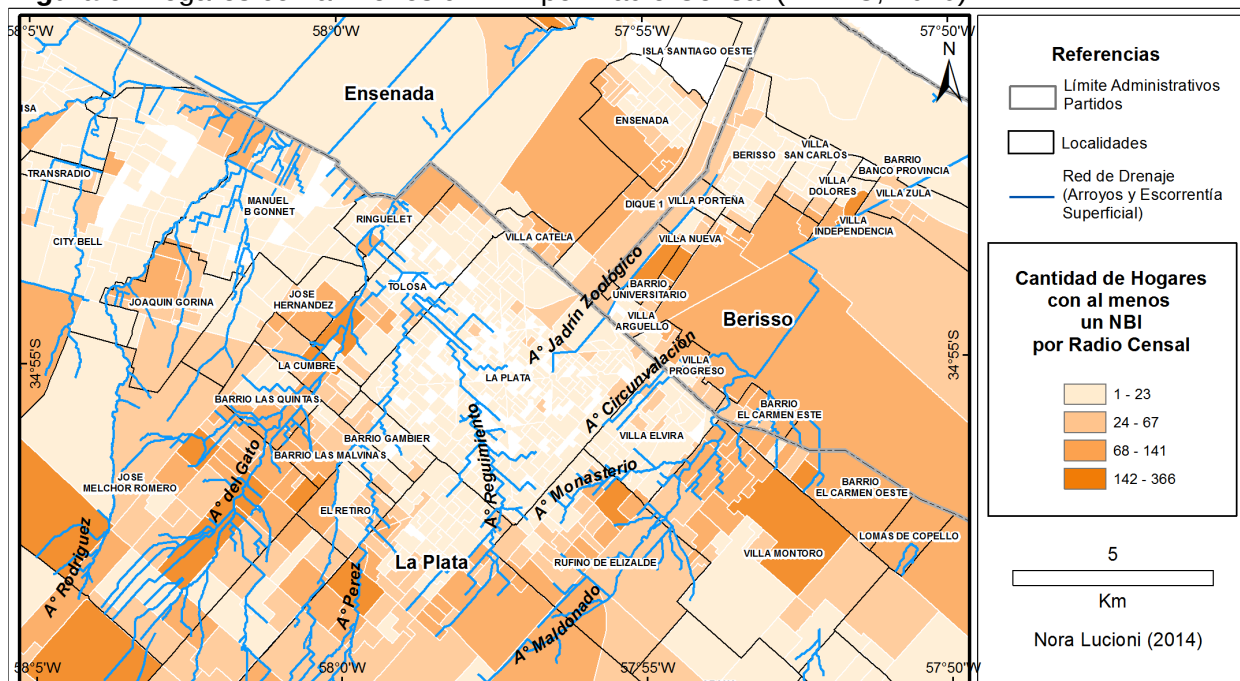 58°5'W
58°0'W
57°55'W
57°50'W
ISLA SANTIAGO OESTE
N
Ensenada
ISA
ENSENADA
VILLA
SAN CARLOS
BERISSO
BARRIO
BANCO PROVINCIA
TRANSRADIO
VILLA
DOLORES
VILLA ZULA
MANUEL
B GONNET
DIQUE 1
VILLA PORTEÑA
RINGUELET
VILLA
INDEPENDENCIA
CITY BELL
VILLA CATELA
VILLA NUEVA
TOLOSA
BARRIO
UNIVERSITARIO
JOAQUIN GORINA
JOSE
HERNANDEZ
A° Jadrín Zoológico
VILLA
ARGUELLO
Berisso
34°55'S
34°55'S
LA CUMBRE
LA PLATA
VILLA
PROGRESO
A° Circunvalación
BARRIO LAS QUINTAS
BARRIO
EL CARMEN ESTE
BARRIO GAMBIER
VILLA ELVIRA
BARRIO LAS MALVINAS
A° del Gato
A° Reguimiento
A° Monasterio
JOSE
MELCHOR ROMERO
BARRIO
EL CARMEN OESTE
EL RETIRO
LOMAS DE COPELLO
A° Rodriguez
La Plata
RUFINO DE ELIZALDE
VILLA MONTORO
A° Perez
A° Maldonado
58°5'W
58°0'W
57°55'W
57°50'W
Referencias
Límite Administrativos
Partidos
Localidades
Red de Drenaje
(Arroyos y Escorrentía
Superficial)
Cantidad de Hogares
con al menos
un NBI
por Radio Censal
1 - 23
24 - 67
68 - 141
142 - 366
5
Km
Nora Lucioni (2014)